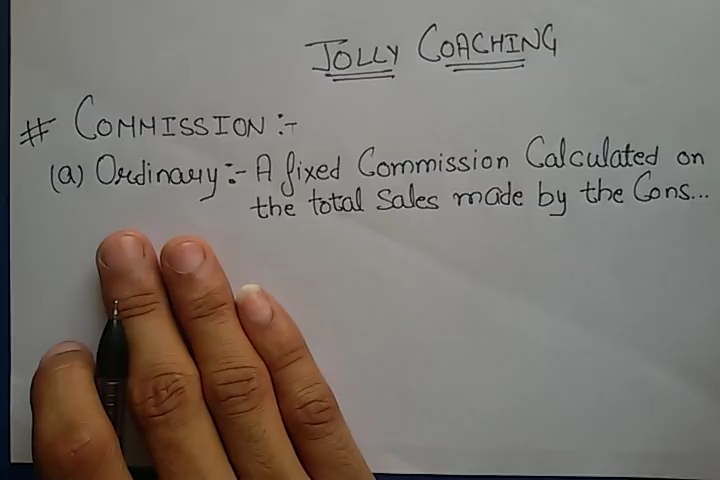 JOLLY COACHING
# COMMISSION :-
(a) Ordinary :- A fixed Commission Calculated on
the total Sales made by the Cons...